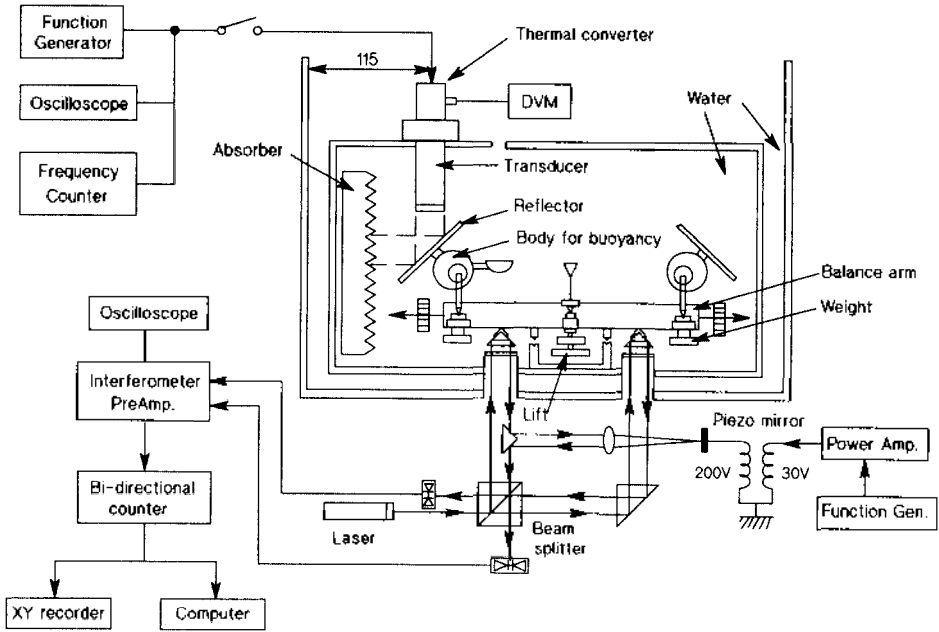 Function
Generator
Oscilloscope
Frequency
Counter
115
Thermal converter
DVM
Water
Absorber
Transducer
Reflector
Body for buoyancy
Balance arm
Weight
Lift
Oscilloscope
Interferometer
PreAmp.
Bi-directional
counter
XY recorder
Computer
Laser
Beam
splitter
Piezo mirror
200V
30V
Power Amp.
Function Gen.